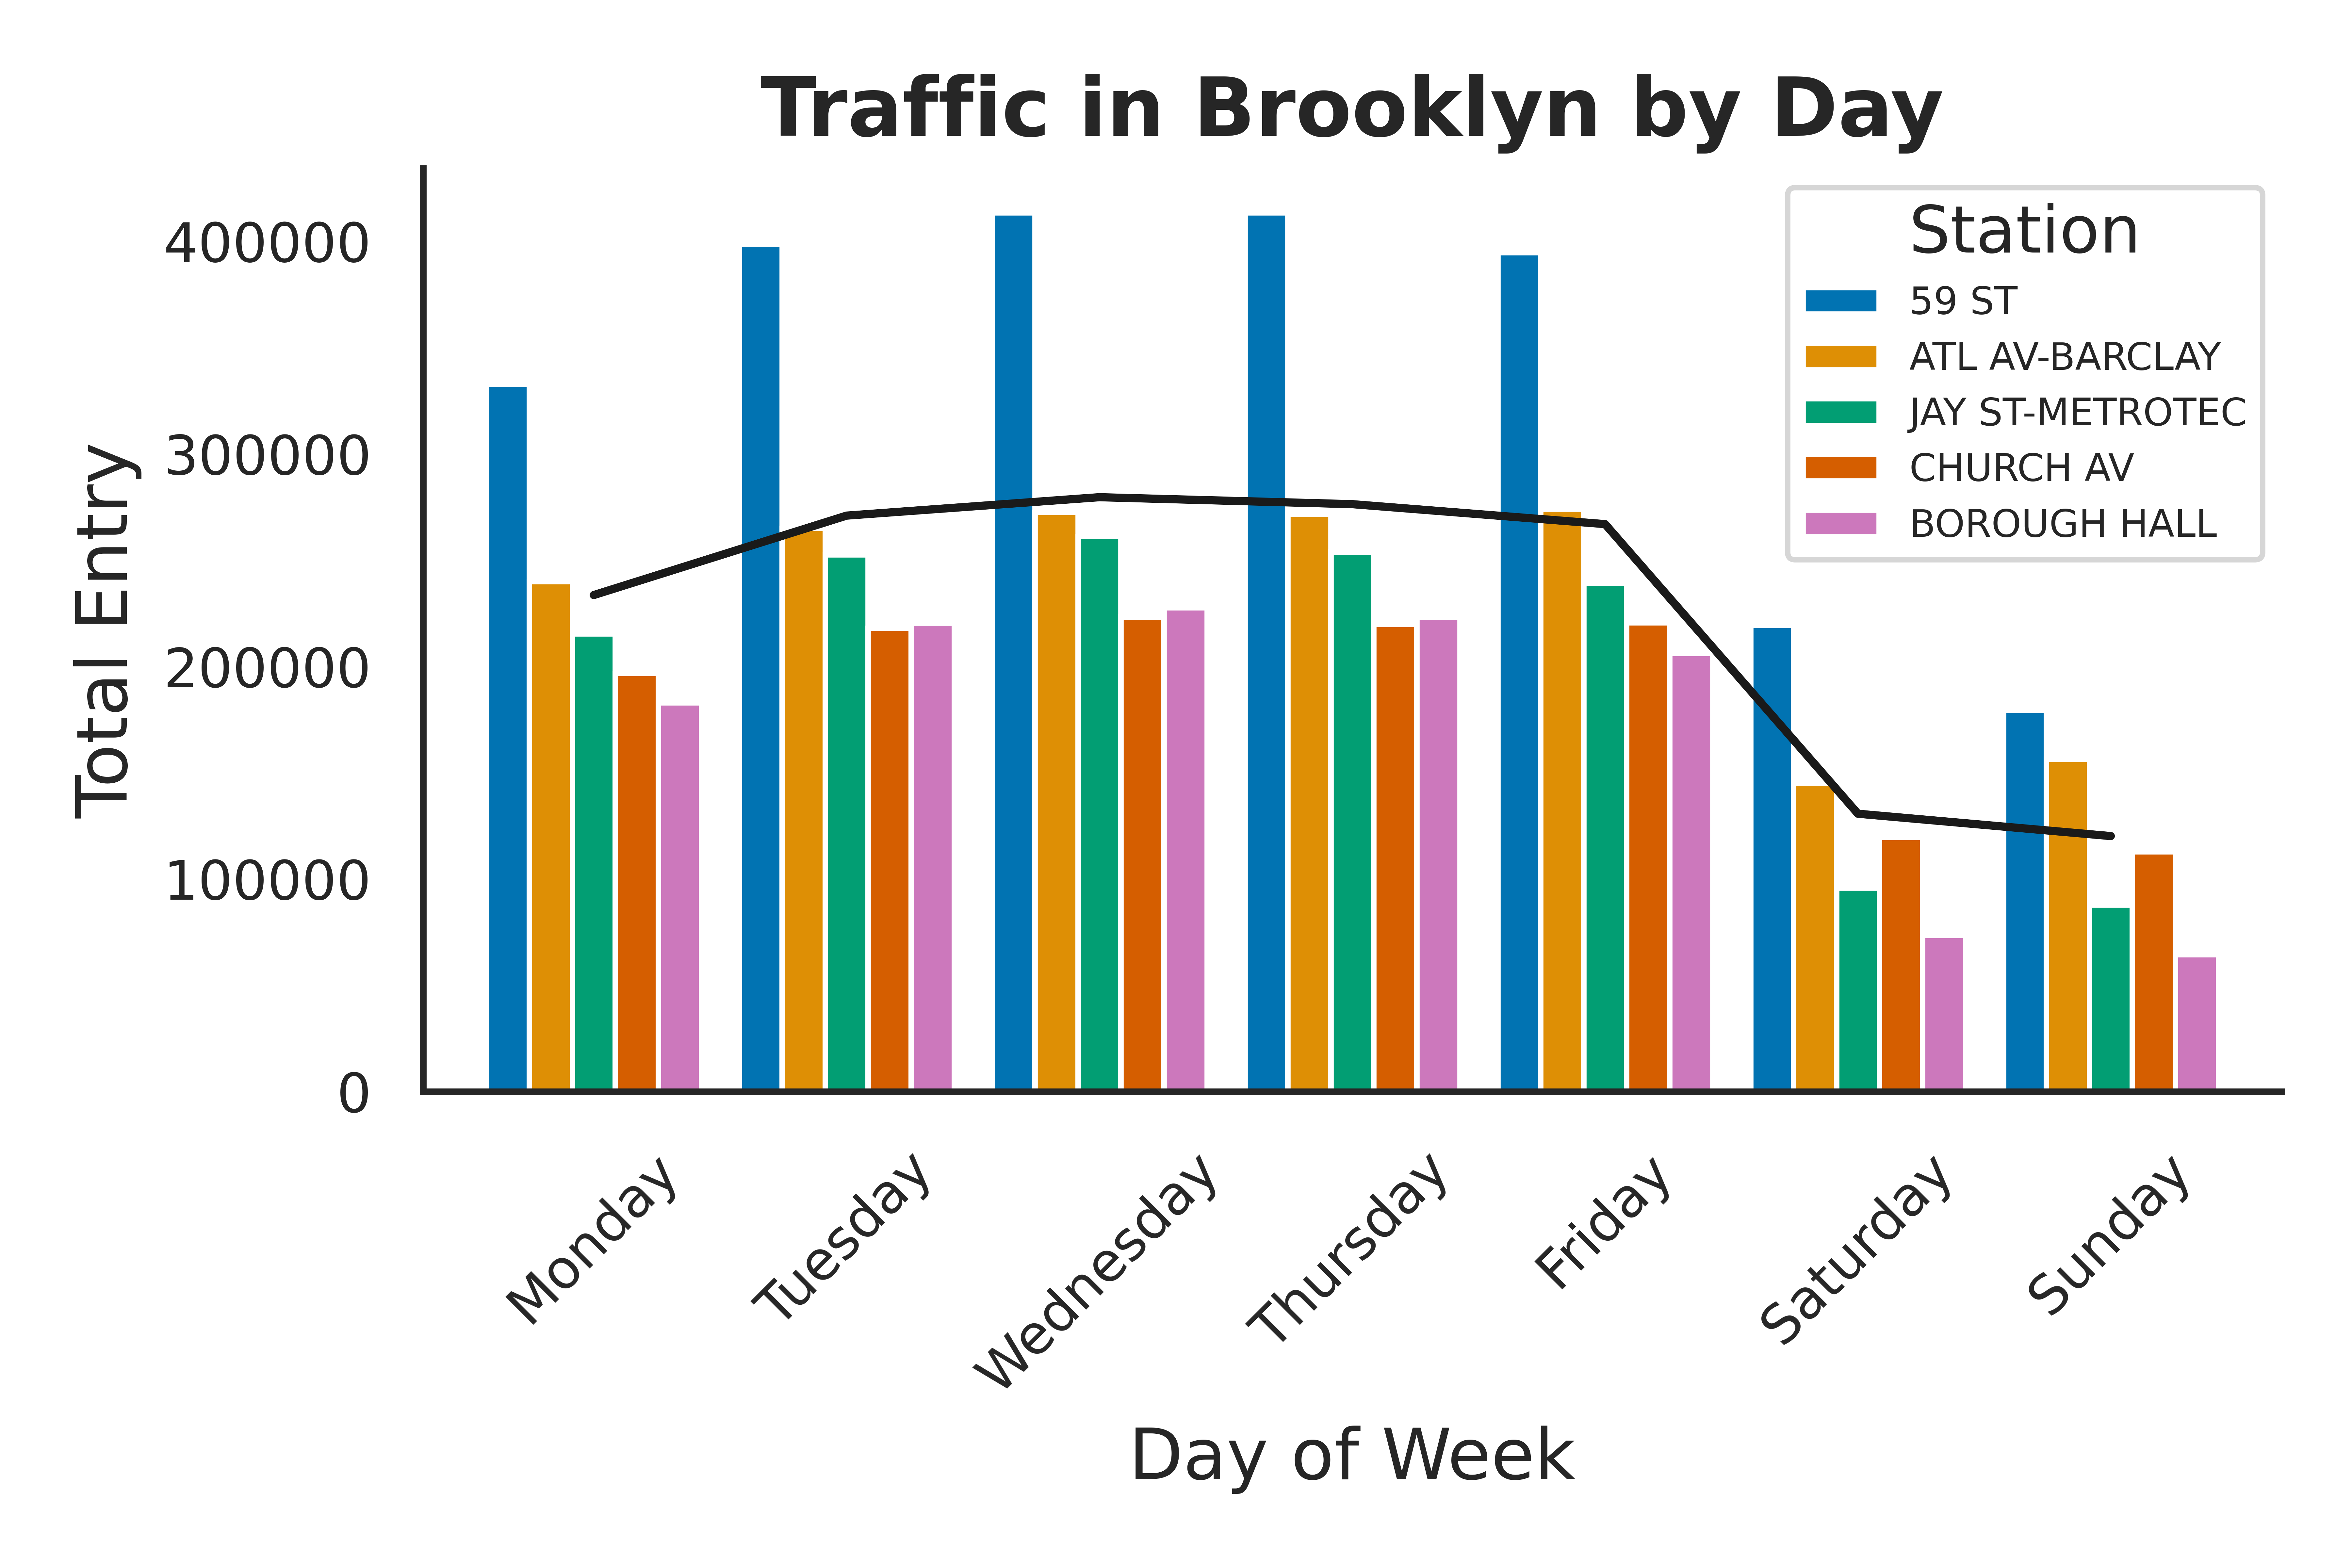 Traffic in Brooklyn by Day
Total Entry
400000
300000
200000
100000
0
Station
59 ST
ATL AV-BARCLAY
JAY ST-METROTEC
CHURCH AV
BOROUGH HALL
Monday
Tuesday
Wednesday
Thursday
Friday
Saturday
Sunday
Day of Week